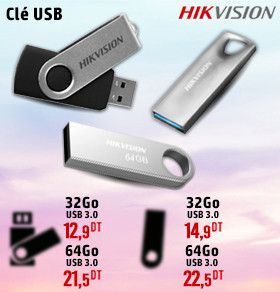 Clé USB
HIKVISION
HIKVISION
HIKVISION
64GB
32Go
USB 3.0
12,9DT
64Go
USB 3.0
21,5DT
32Go
USB 3.0
14,9DT
64Go
USB 3.0
22,5DT